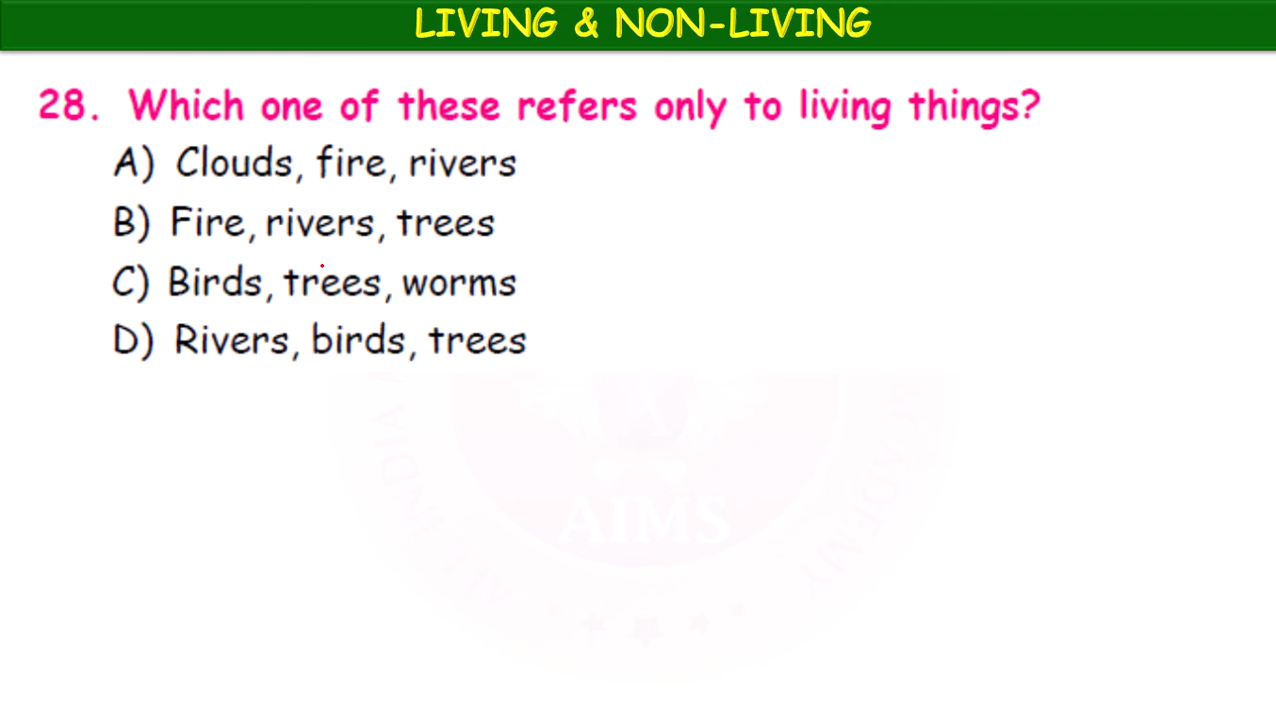 LIVING & NON-LIVING
28. Which one of these refers only to living things?
A) Clouds, fire, rivers
B) Fire, rivers, trees
C) Birds, trees, worms
D) Rivers, birds, trees
AIMS